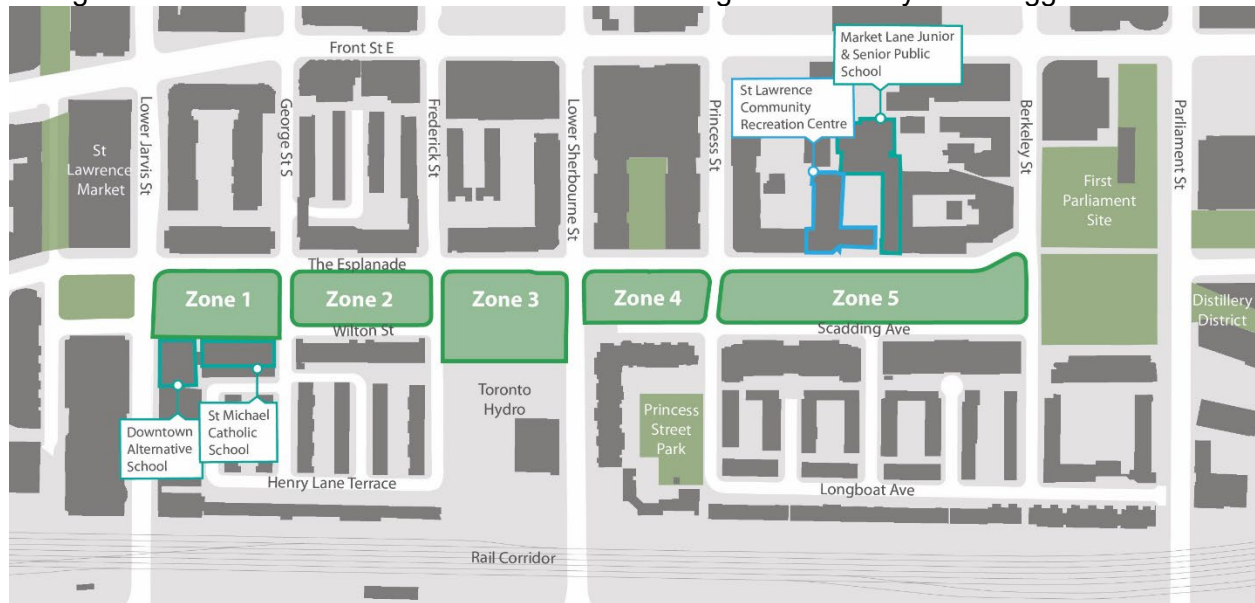 Front St E
Market Lane Junior
& Senior Public
School
St Lawrence
Community
Recreation Centre
Lower Jarvis St
George St S
Frederick St
Lower Sherbourne St
Princess St
Berkeley St
Parliament St
St
Lawrence
Market
First
Parliament
Site
The Esplanade
Zone 1
Zone 2
Zone 3
Zone 4
Zone 5
Wilton St
Scadding Ave
Distillery
District
Toronto
Hydro
Princess
Street
Park
Downtown
Alternative
School
St Michael
Catholic
School
Henry Lane Terrace
Longboat Ave
Rail Corridor